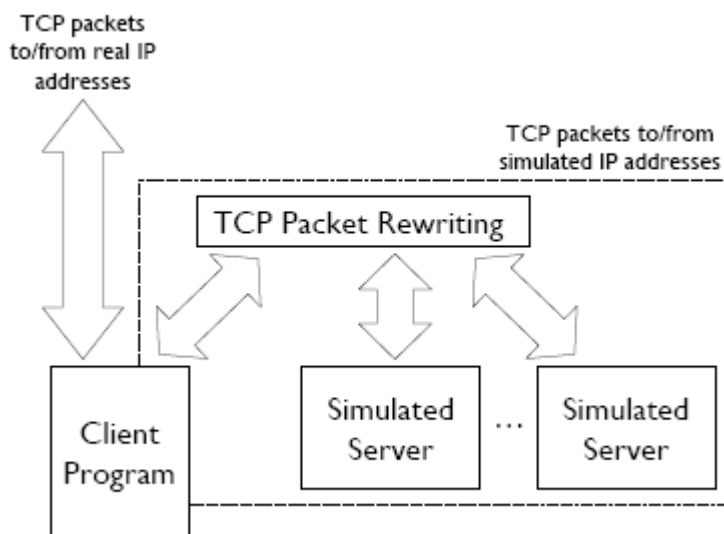 TCP packets
to/from real IP
addresses
TCP packets to/from
simulated IP addresses
TCP Packet Rewriting
Client
Program
Simulated
Server
...
Simulated
Server